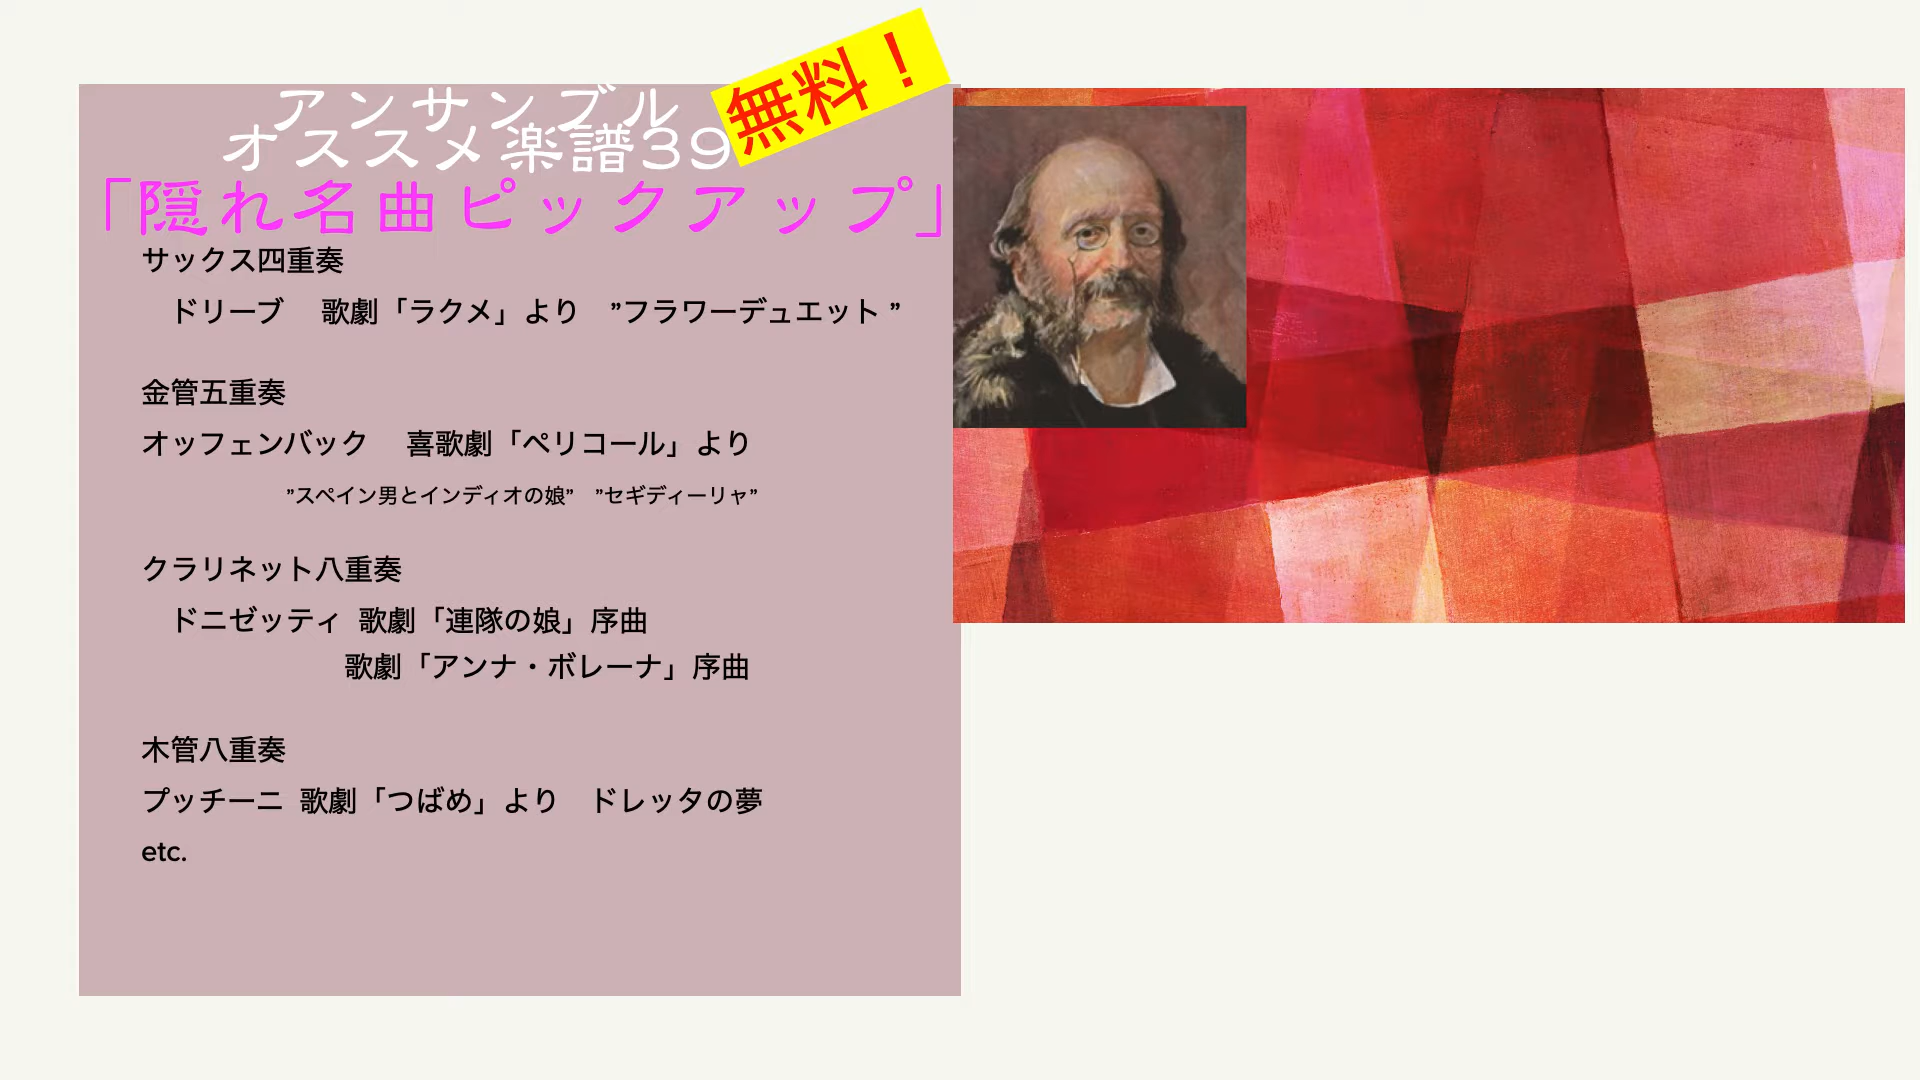 無料！
アンサンブル
オススメ楽譜39
「隠れ名曲ピックアップ」
サックス四重奏
ドリーブ　歌劇「ラクメ」より　”フラワーデュエット ”
金管五重奏
オッフェンバック　喜歌劇「ペリコール」より
”スペイン男とインディオの娘”　”セギディーリャ”
クラリネット八重奏
ドニゼッティ 歌劇「連隊の娘」序曲
歌劇「アンナ・ボレーナ」序曲
木管八重奏
プッチーニ 歌劇「つばめ」より　ドレッタの夢
etc.